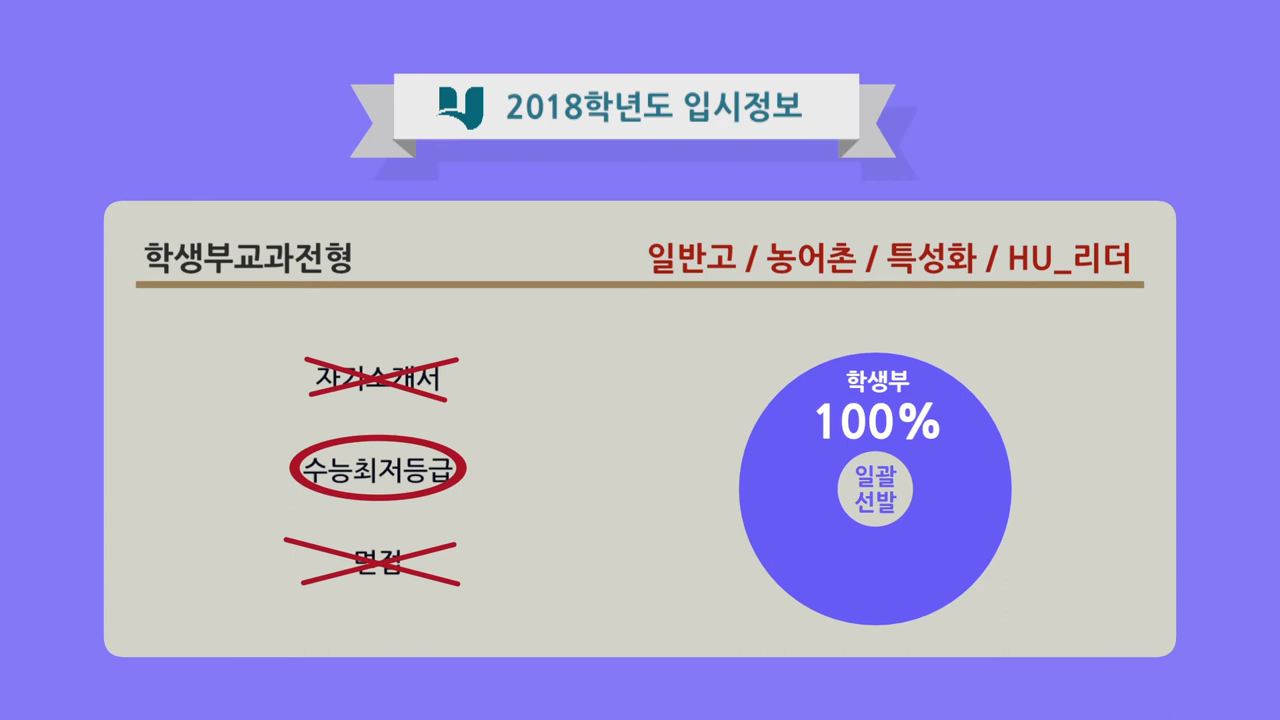 2018학년도 입시정보
학생부교과전형
일반고 / 농어촌 / 특성화 / HU_리더
자기소개서
수능최저등급
면접
학생부
100%
일괄
선발